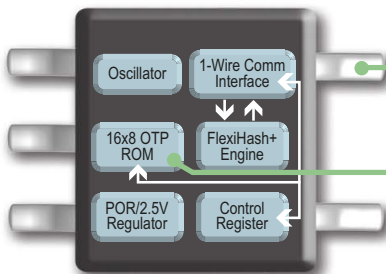 Oscillator
1-Wire Comm
Interface
16x8 OTP
ROM
FlexiHash+
Engine
POR/2.5V
Regulator
Control
Register